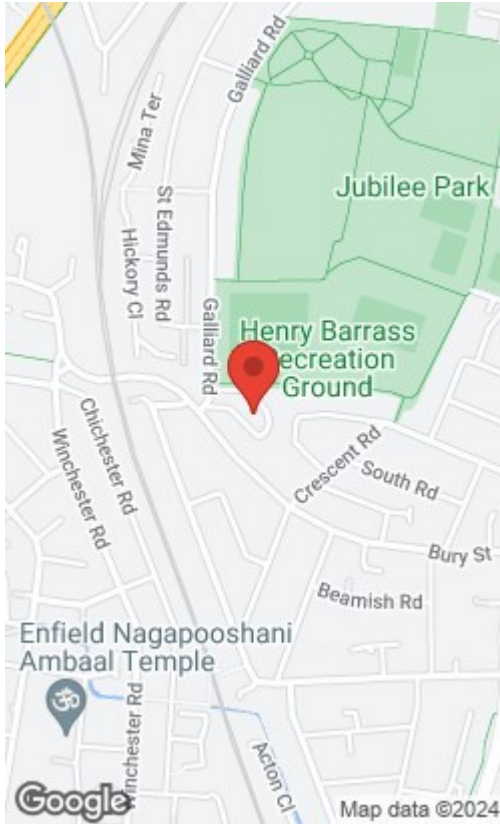 Galliard Rd
Mina Ter
Jubilee Park
St Edmunds Rd
Hickory Cl
Galliard Rd
Henry Barrass
Recreation
Ground
Chichester Rd
Winchester Rd
Crescent Rd
South Rd
Bury St
Beamish Rd
Enfield Nagapooshani
Ambaal Temple
ॐ
Winchester Rd
Acton Cl
Google
Map data ©2024